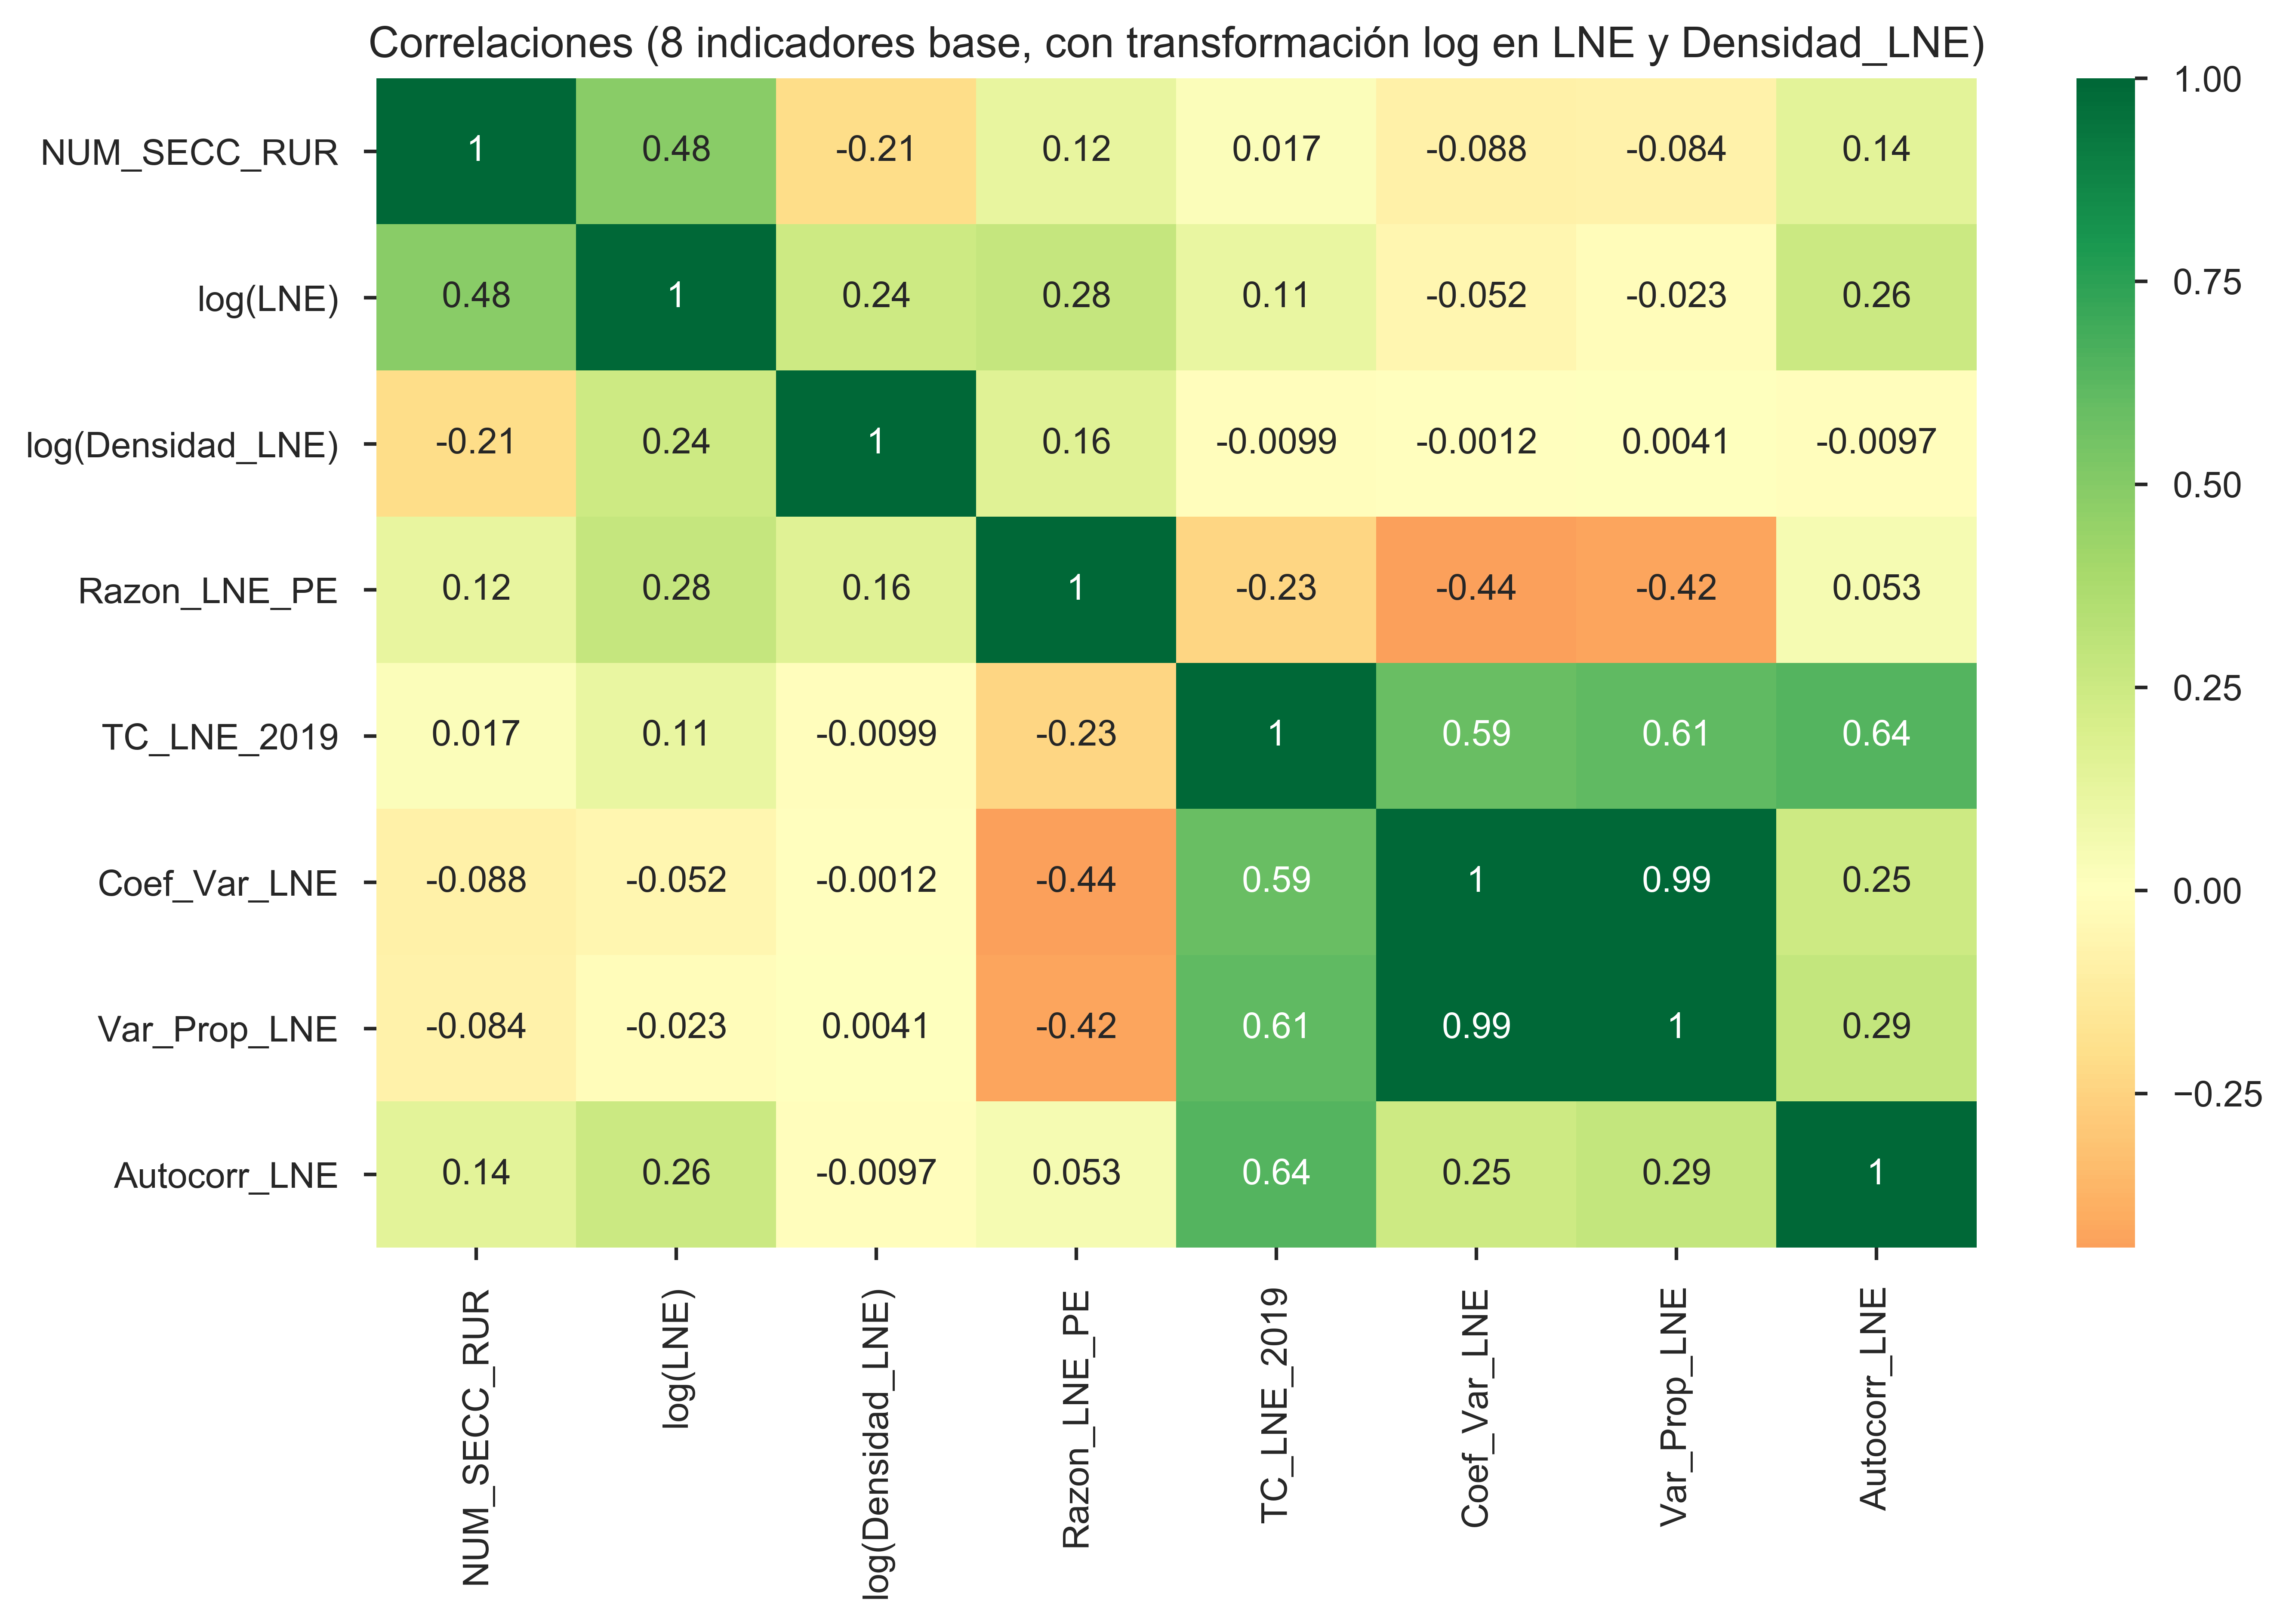 Correlaciones (8 indicadores base, con transformación log en LNE y Densidad_LNE)
NUM_SECC_RUR 1 0.48 -0.21 0.12 0.017 -0.088 -0.084 0.14
log(LNE) 0.48 1 0.24 0.28 0.11 -0.052 -0.023 0.26
log(Densidad_LNE) -0.21 0.24 1 0.16 -0.0099 -0.0012 0.0041 -0.0097
Razon_LNE_PE 0.12 0.28 0.16 1 -0.23 -0.44 -0.42 0.053
TC_LNE_2019 0.017 0.11 -0.0099 -0.23 1 0.59 0.61 0.64
Coef_Var_LNE -0.088 -0.052 -0.0012 -0.44 0.59 1 0.99 0.25
Var_Prop_LNE -0.084 -0.023 0.0041 -0.42 0.61 0.99 1 0.29
Autocorr_LNE 0.14 0.26 -0.0097 0.053 0.64 0.25 0.29 1
NUM_SECC_RUR
log(LNE)
log(Densidad_LNE)
Razon_LNE_PE
TC_LNE_2019
Coef_Var_LNE
Var_Prop_LNE
Autocorr_LNE
1.00
0.75
0.50
0.25
0.00
−0.25